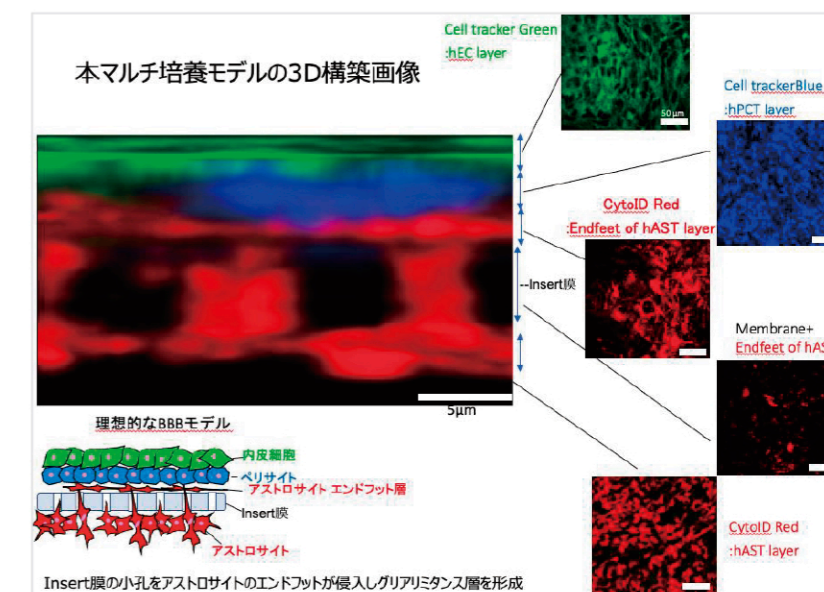 本マルチ培養モデルの3D構築画像
Cell tracker Green
:hEC layer
50μm
Cell trackerBlue
:hPCT layer
CytoID Red
:Endfeet of hAST layer
--Insert膜
Membrane+
Endfeet of hAS
5μm
理想的なBBBモデル
内皮細胞
ペリサイト
アストロサイト エンドフット層
Insert膜
アストロサイト
CytoID Red
:hAST layer
Insert膜の小孔をアストロサイトのエンドフットが侵入しグリアリミタンス層を形成